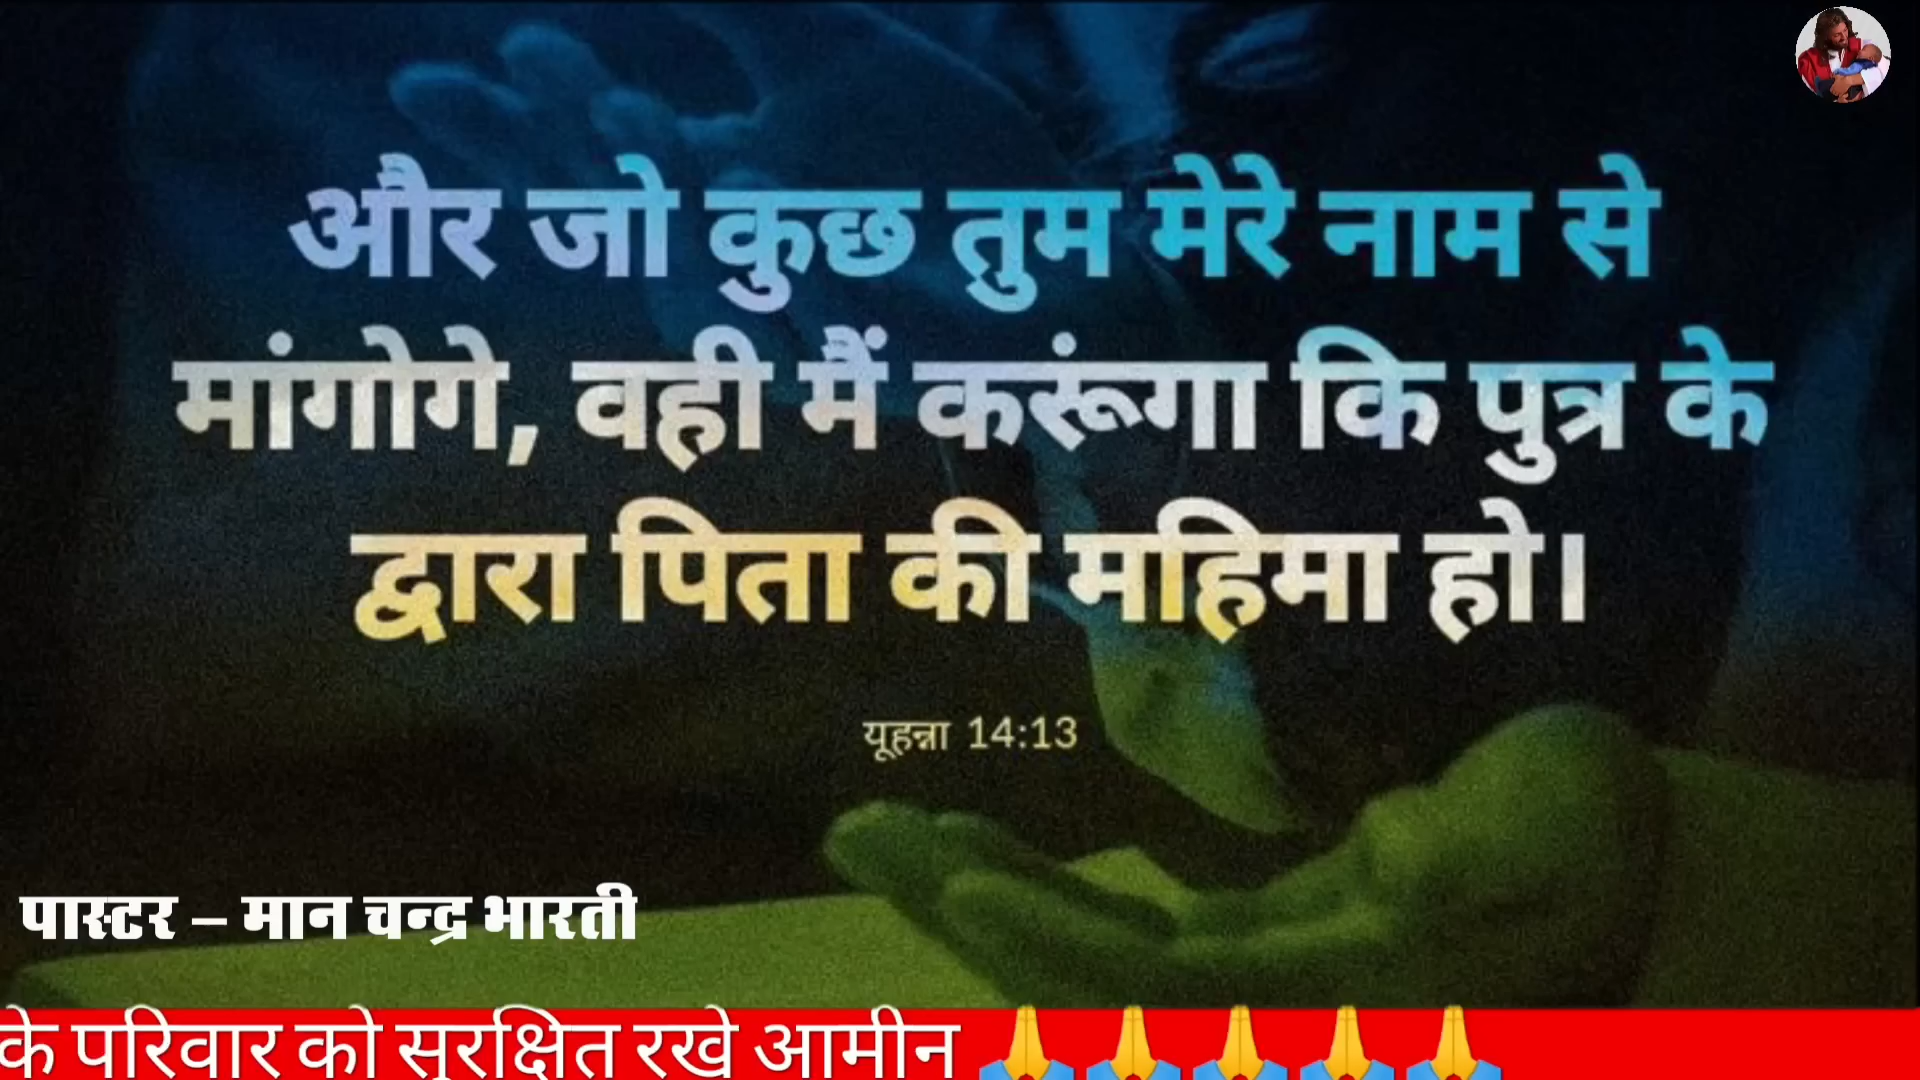 और जो कुछ तुम मेरे नाम से
मांगोगे, वही मैं करूंगा कि पुत्र के
द्वारा पिता की महिमा हो।
यूहन्ना 14:13
पास्टर – मान चन्द्र भारती
के परिवार को सुरक्षित रखे आमीन 🙏🙏🙏🙏🙏